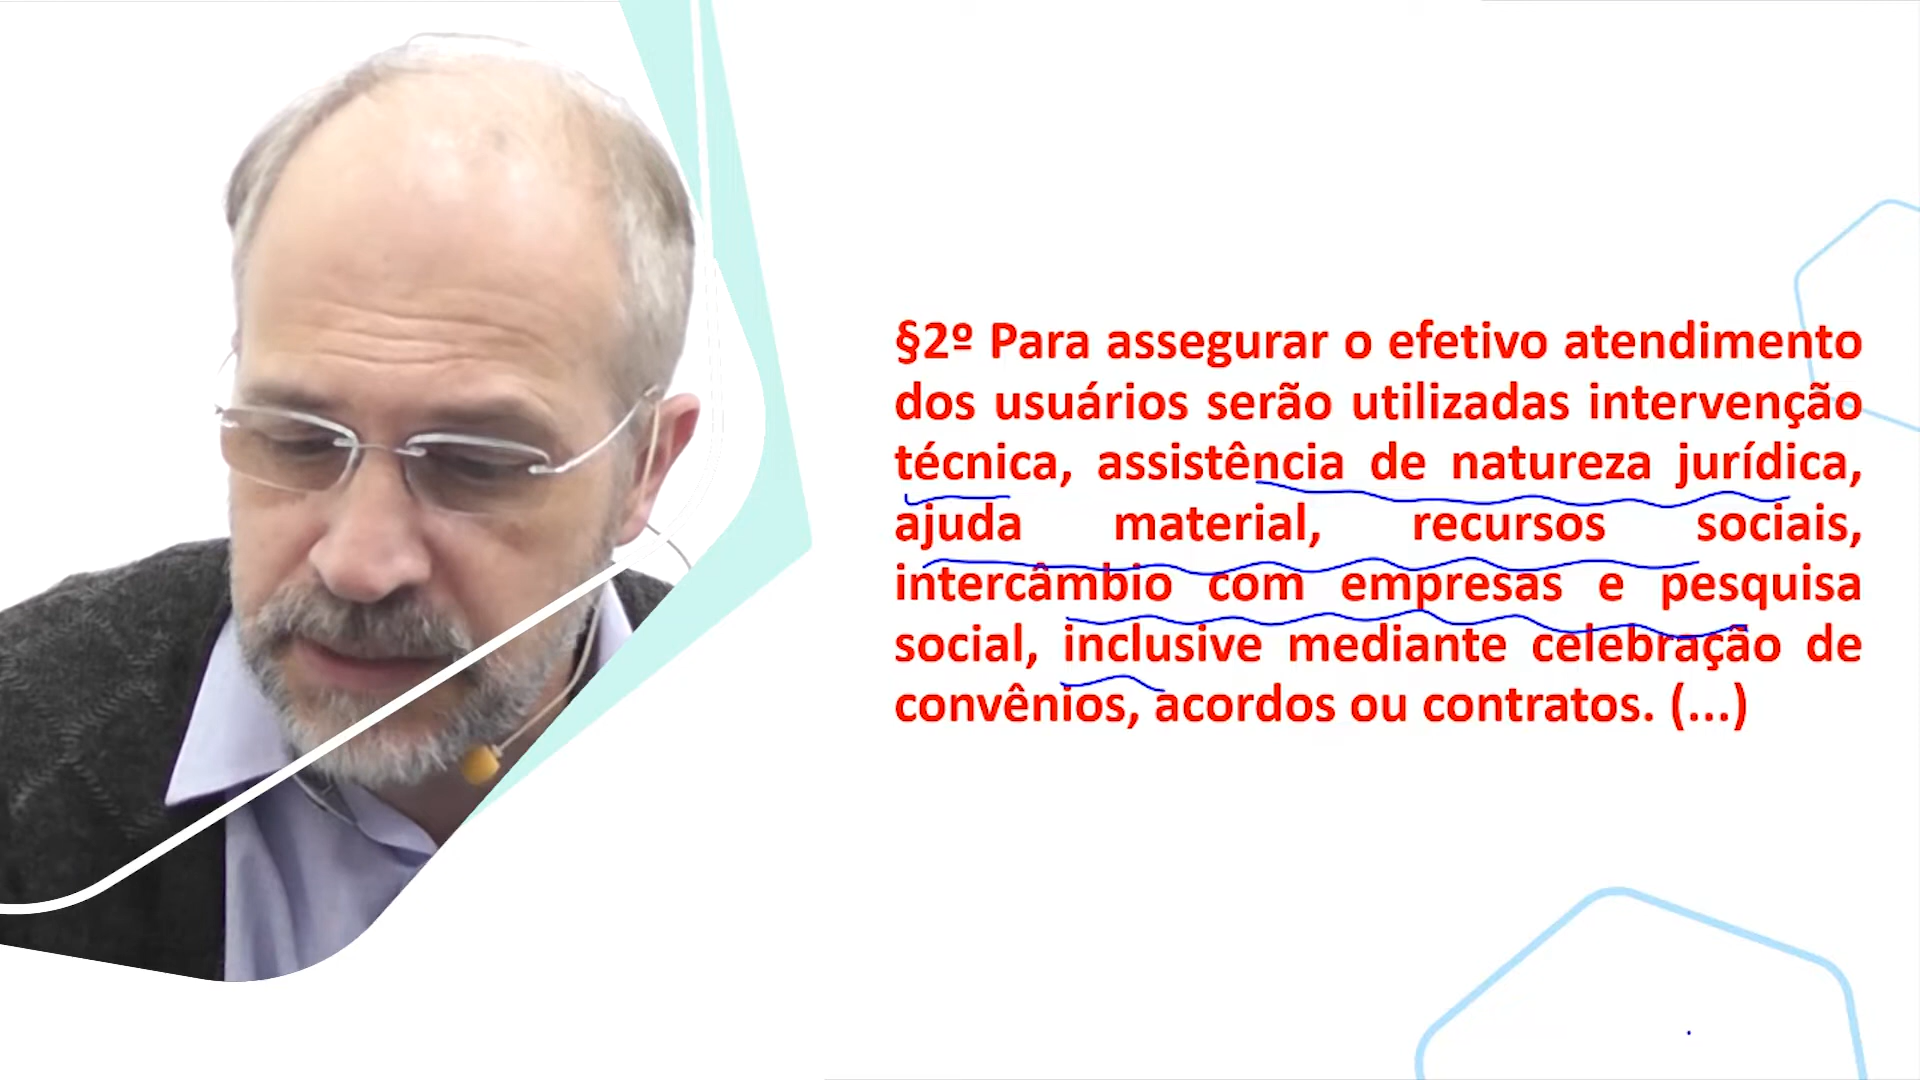 §2º Para assegurar o efetivo atendimento
dos usuários serão utilizadas intervenção
técnica, assistência de natureza jurídica,
ajuda material, recursos sociais,
intercâmbio com empresas e pesquisa
social, inclusive mediante celebração de
convênios, acordos ou contratos. (...)